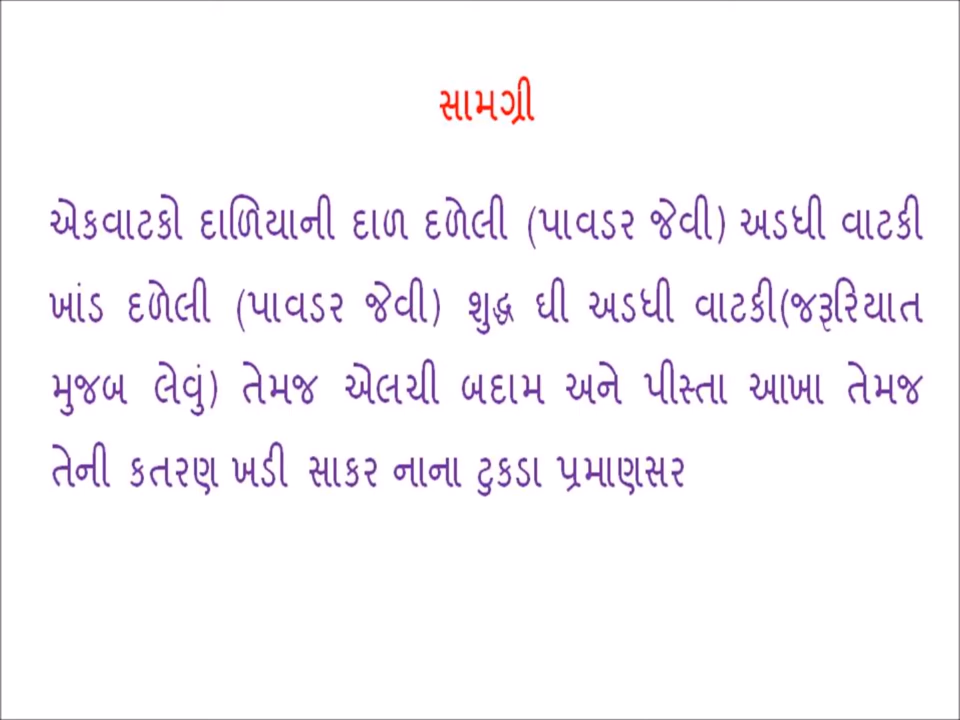 સામગ્રી
એકવાટકો દાળિયાની દાળ દળેલી (પાવડર જેવી) અડધી વાટકી
ખાંડ દળેલી (પાવડર જેવી) શુદ્ધ ઘી અડધી વાટકી(જરૂરિયાત
મુજબ લેવું) તેમજ એલચી બદામ અને પીસ્તા આખા તેમજ
તેની કતરણ ખડી સાકર નાના ટુકડા પ્રમાણસર